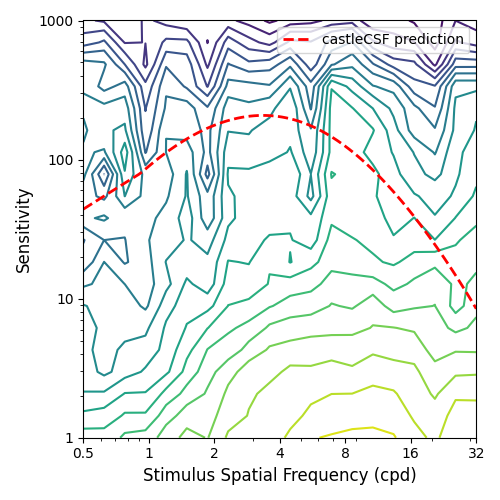 1000
castleCSF prediction
100
10
1
Sensitivity
0.5 1 2 4 8 16 32
Stimulus Spatial Frequency (cpd)